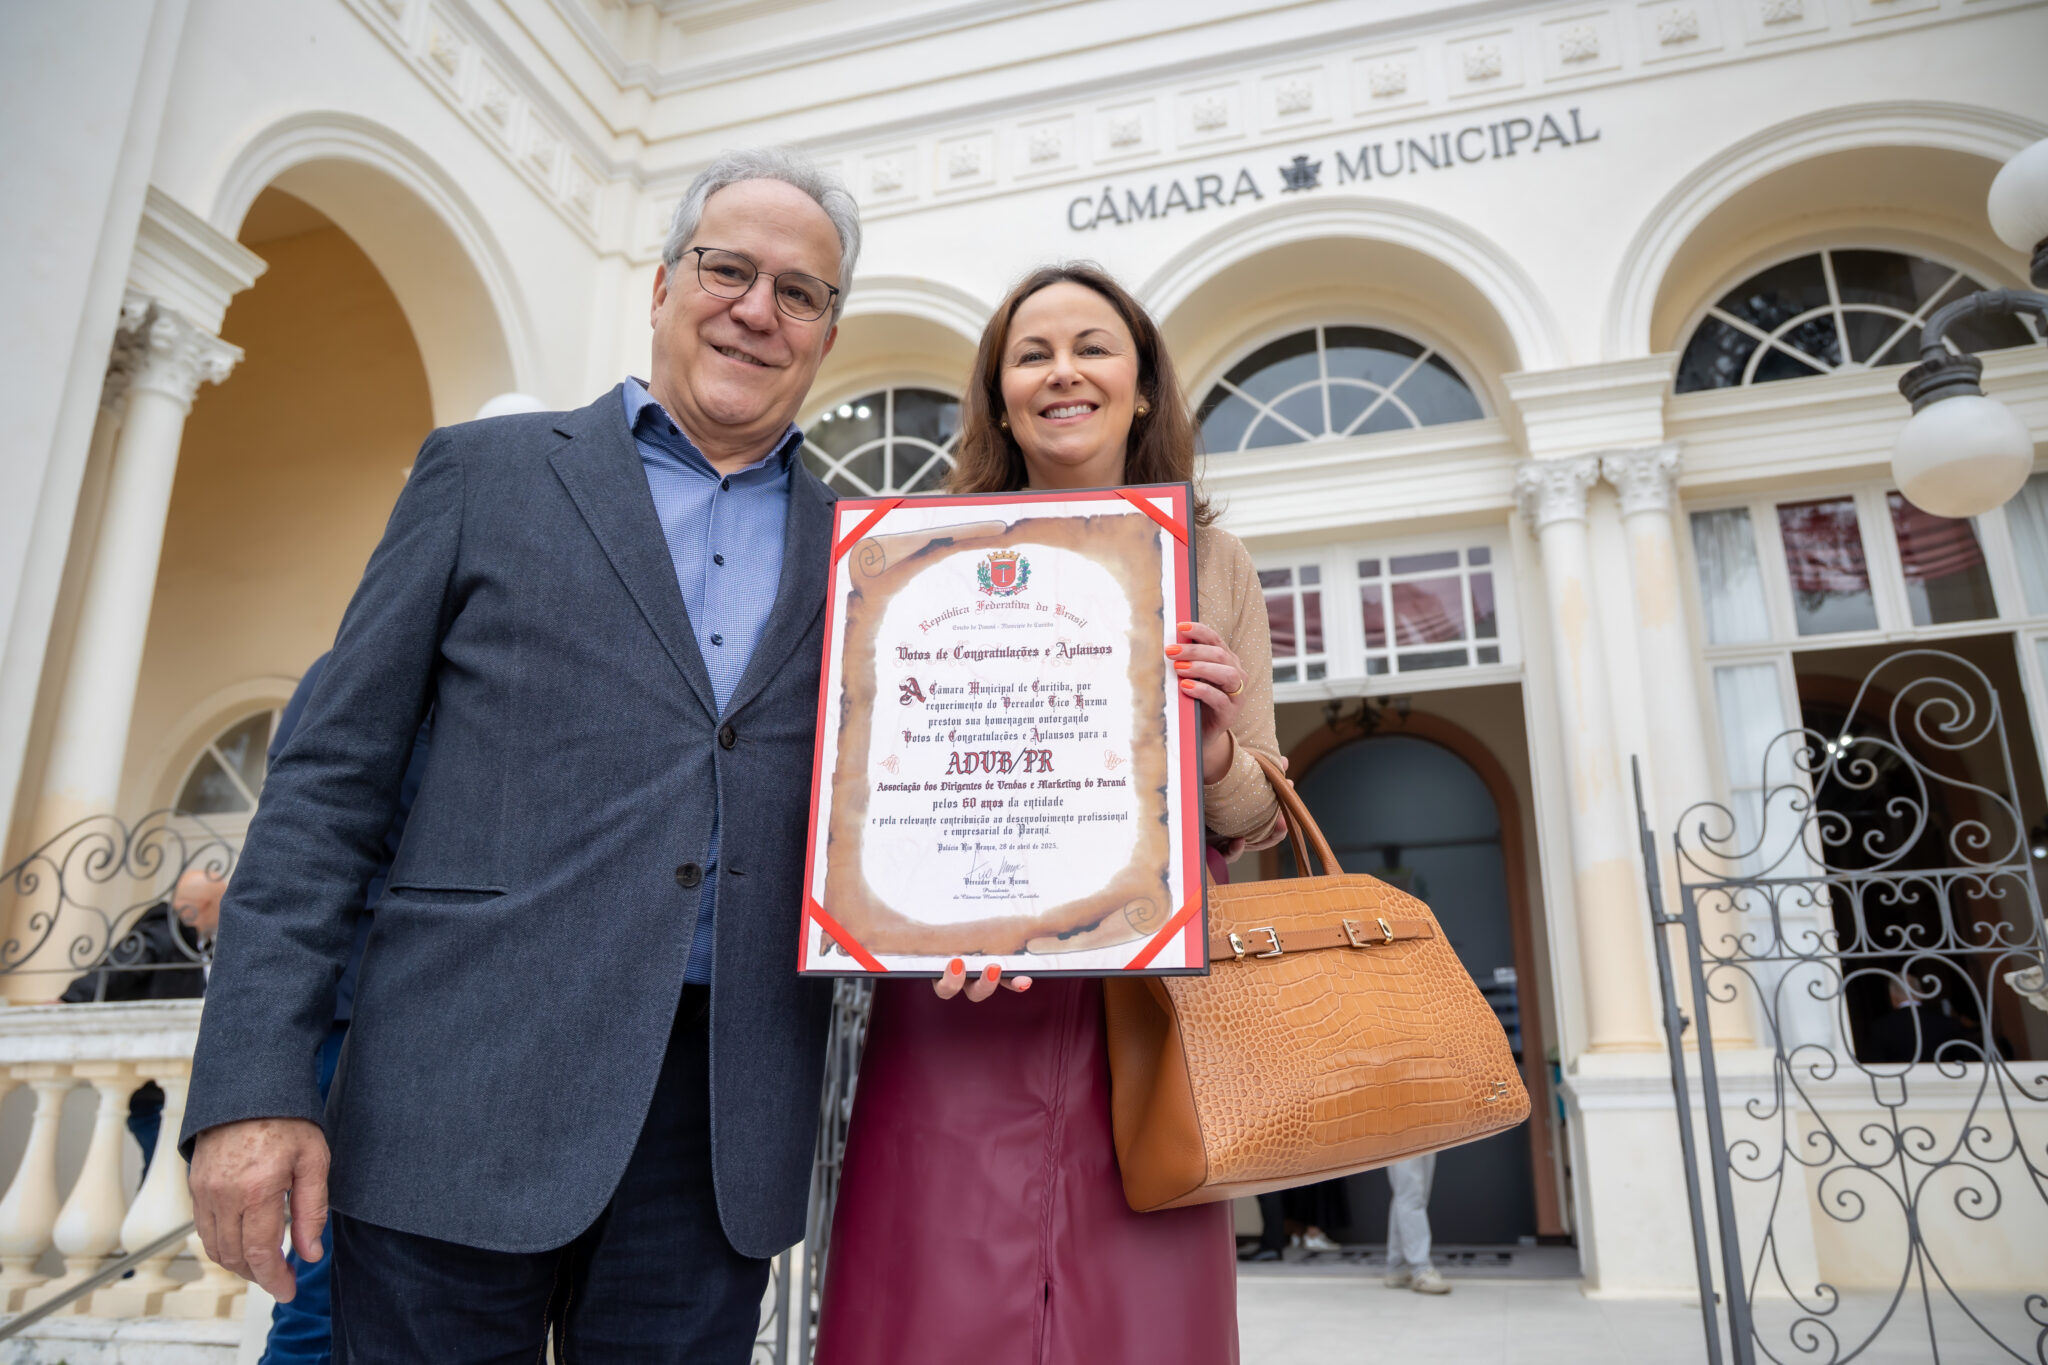 CÂMARA MUNICIPAL
República Federativa do Brasil
Estado do Paraná - Município de Curitiba
Votos de Congratulações e Aplausos
A Câmara Municipal de Curitiba, por
requerimento do Vereador Tico Kuzma
prestou sua homenagem outorgando
Votos de Congratulações e Aplausos para a
ADVB/PR
Associação dos Dirigentes de Vendas e Marketing do Paraná
pelos 60 anos da entidade
e pela relevante contribuição ao desenvolvimento profissional
e empresarial do Paraná.
Palácio Rio Branco, 28 de abril de 2025.
Vereador Tico Kuzma
Presidente
da Câmara Municipal de Curitiba